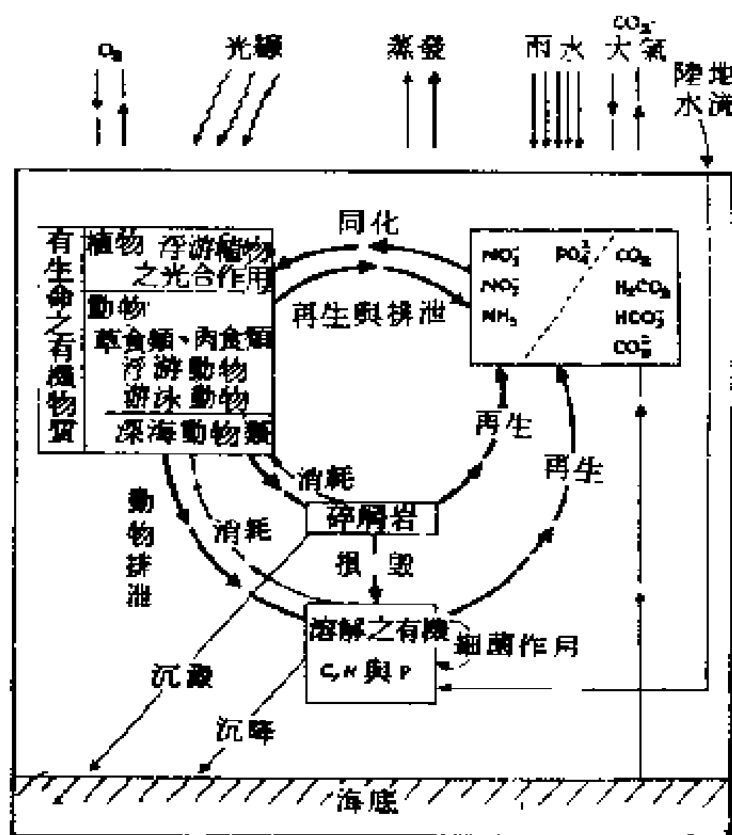 O₂
光線
蒸發
雨水
CO₂
大氣
陸地
水流
有生命之有機物質
植物 浮游植物
之光合作用
動物
草食類、肉食類
浮游動物
游泳動物
深海動物類
同化
再生與排泄
NO₃⁻ PO₄³⁻ CO₂
NO₂⁻ H₂CO₃
NH₃ HCO₃⁻
CO₃²⁻
再生
再生
消耗
碎屑岩
動物排泄
消耗
損毀
溶解之有機
C,N與P
細菌作用
沉澱
沉降
海底